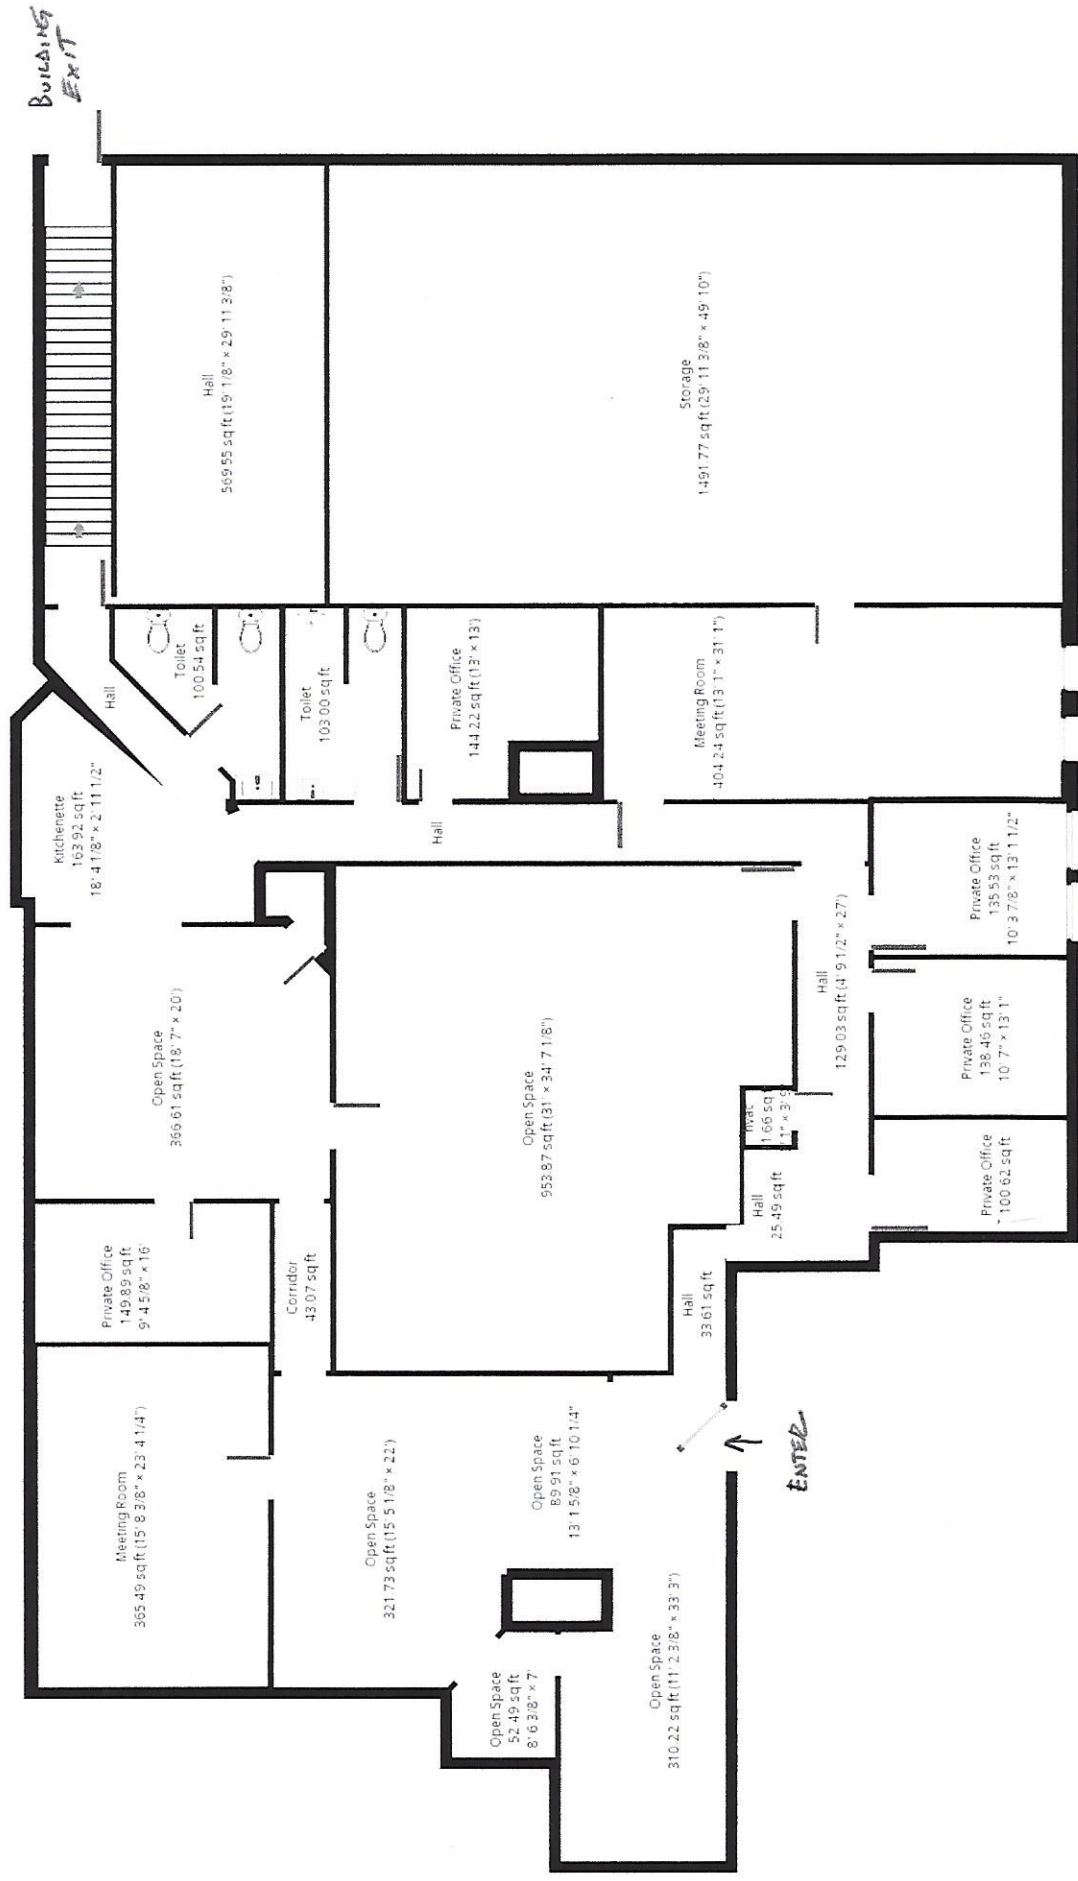 BUILDING
EXIT
Hall
569.55 sq ft (19' 1/8" × 29' 11 3/8")
Storage
1491.77 sq ft (29' 11 3/8" × 49' 10")
Hall
Toilet
100.54 sq ft
Toilet
103.00 sq ft
Private Office
144.22 sq ft (13' × 13')
Meeting Room
404.24 sq ft (13' 1" × 31' 1")
Kitchenette
163.92 sq ft
18' 4 1/8" × 2' 11 1/2"
Hall
Open Space
366.61 sq ft (18' 7" × 20')
Open Space
953.87 sq ft (31' × 34' 7 1/8")
Hall
129.03 sq ft (4' 9 1/2" × 27')
Private Office
135.53 sq ft
10' 3 7/8" × 13' 1 1/2"
Private Office
138.46 sq ft
10' 7" × 13' 1"
Private Office
100.62 sq ft
hvac
1.66 sq
Hall
25.49 sq ft
Hall
33.61 sq ft
Private Office
149.89 sq ft
9' 4 5/8" × 16'
Corridor
43.07 sq ft
Meeting Room
365.49 sq ft (15' 8 3/8" × 23' 4 1/4")
Open Space
321.73 sq ft (15' 5 1/8" × 22')
Open Space
89.91 sq ft
13' 1 5/8" × 6' 10 1/4"
Open Space
52.49 sq ft
8' 6 3/8" × 7'
Open Space
310.22 sq ft (11' 2 3/8" × 33' 3")
ENTER